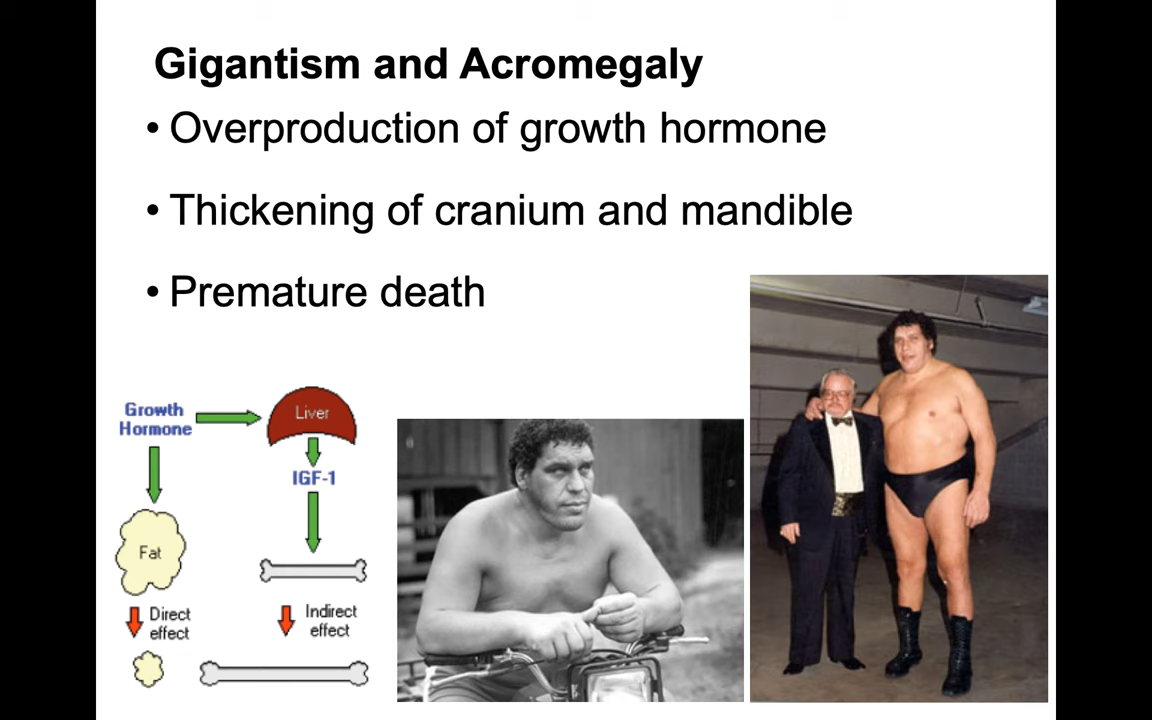 Gigantism and Acromegaly
• Overproduction of growth hormone
• Thickening of cranium and mandible
• Premature death
Growth
Hormone
Liver
IGF-1
Fat
Direct
effect
Indirect
effect